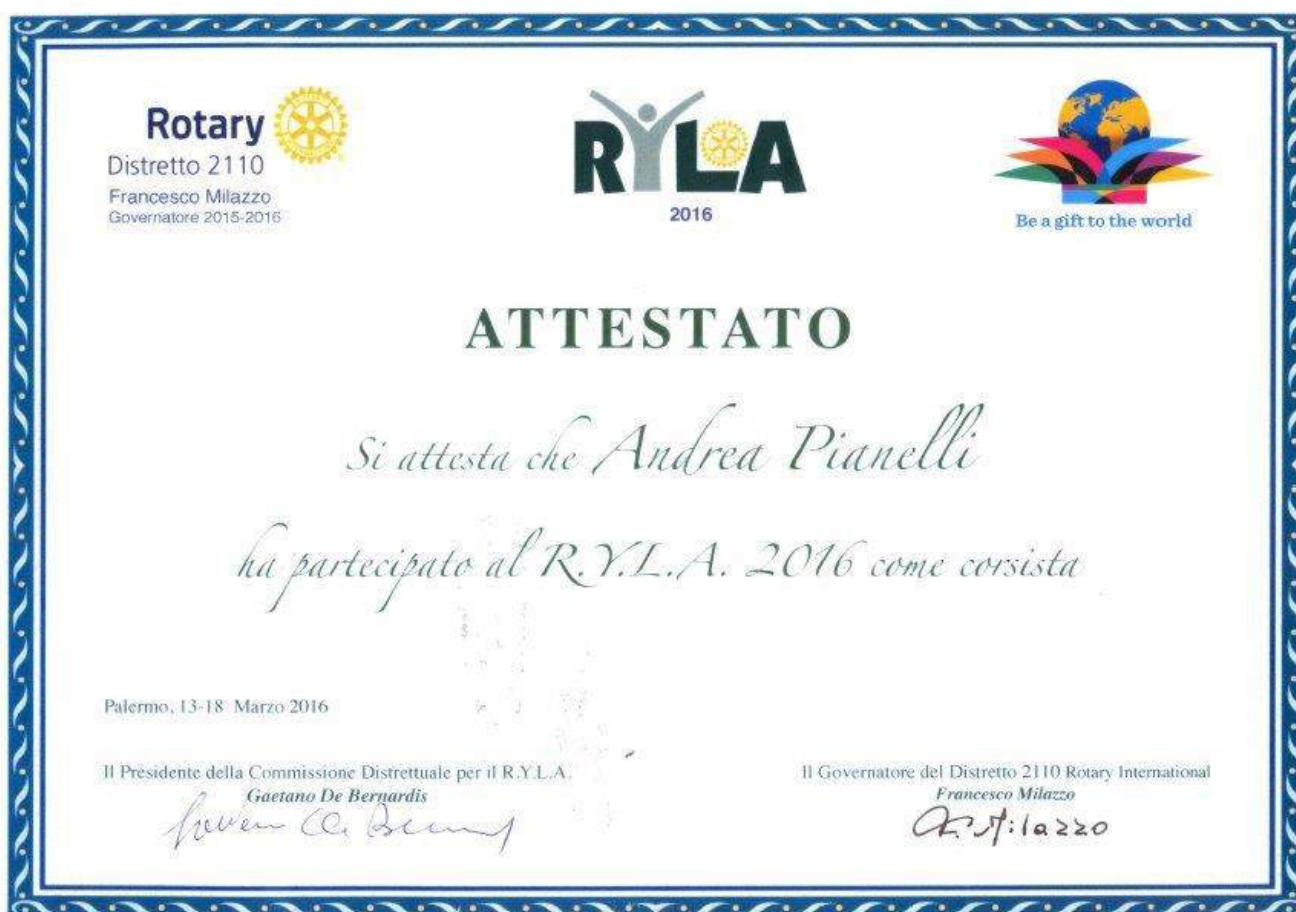 Rotary
Distretto 2110
Francesco Milazzo
Governatore 2015-2016
RYLA
2016
Be a gift to the world
ATTESTATO
Si attesta che Andrea Pianelli
ha partecipato al R.Y.L.A. 2016 come corsista
Palermo, 13-18 Marzo 2016
Il Presidente della Commissione Distrettuale per il R.Y.L.A.
Gaetano De Bernardis
Il Governatore del Distretto 2110 Rotary International
Francesco Milazzo
F. Milazzo